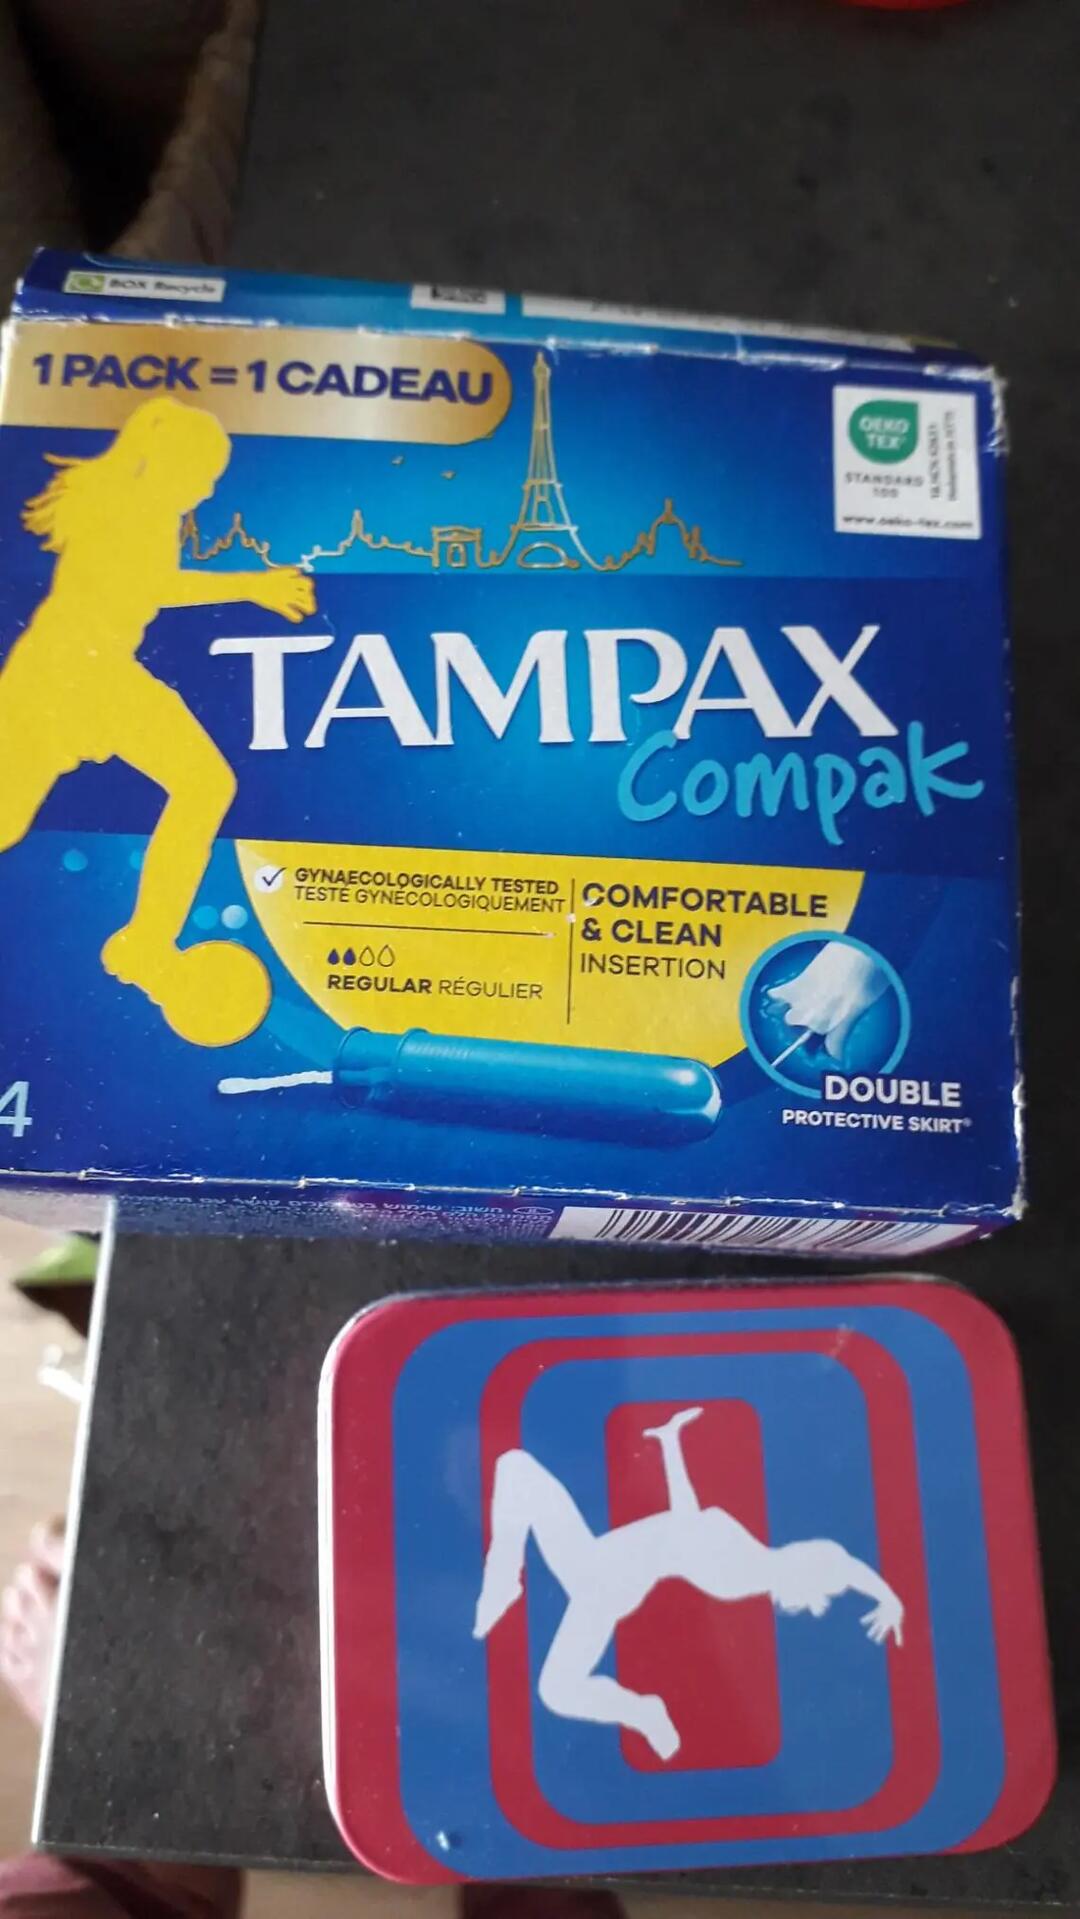 BOX Recycle
1 PACK = 1 CADEAU
OEKO
TEX®
STANDARD
100
www.oeko-tex.com
TAMPAX
Compak
GYNAECOLOGICALLY TESTED
TESTÉ GYNÉCOLOGIQUEMENT
REGULAR RÉGULIER
COMFORTABLE
& CLEAN
INSERTION
DOUBLE
PROTECTIVE SKIRT®
4